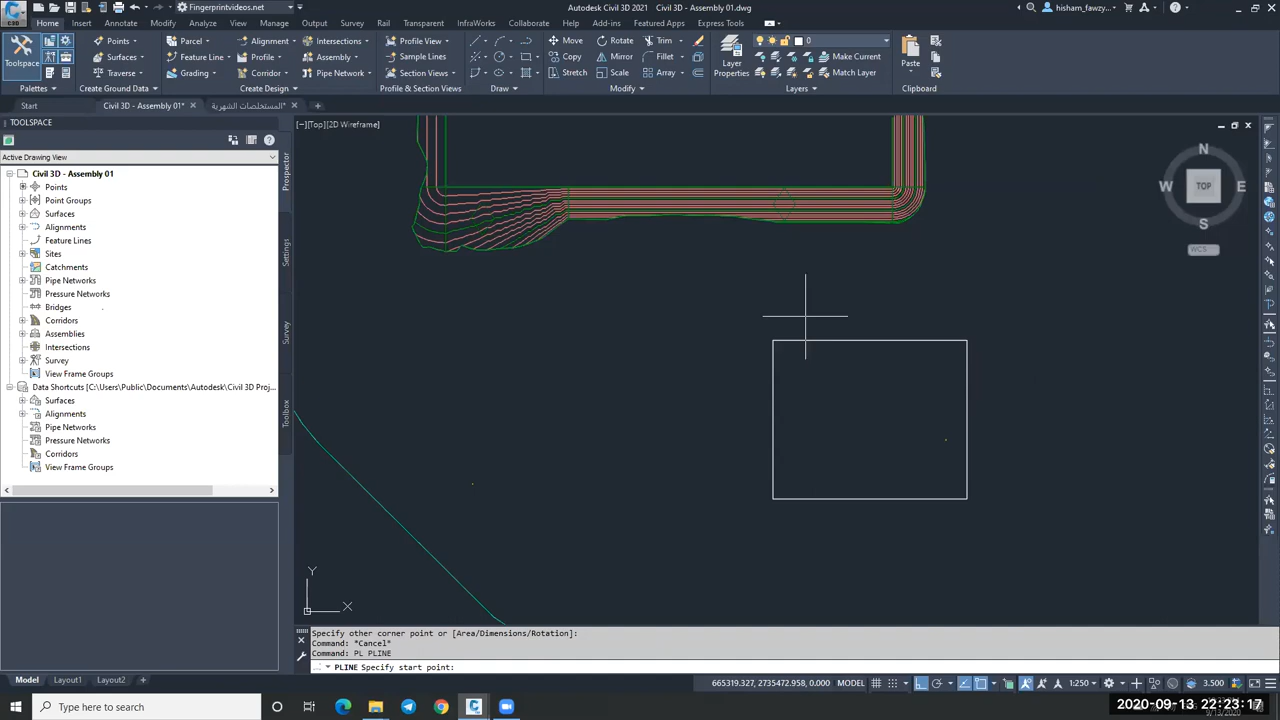 C3D
Fingerprintvideos.net
Autodesk Civil 3D 2021 Civil 3D - Assembly 01.dwg
hisham_fawzy...
Home Insert Annotate Modify Analyze View Manage Output Survey Rail Transparent InfraWorks Collaborate Help Add-ins Featured Apps Express Tools
Points Parcel Alignment Intersections Profile View Move Rotate Trim 0
Toolspace Surfaces Feature Line Profile Assembly Sample Lines Copy Mirror Fillet Layer Properties Make Current Paste
Traverse Grading Corridor Pipe Network Section Views Stretch Scale Array Match Layer
Palettes Create Ground Data Create Design Profile & Section Views Draw Modify Layers Clipboard
Start Civil 3D - Assembly 01* المستخلصات الشهرية*
TOOLSPACE
[−][Top][2D Wireframe]
Active Drawing View
Civil 3D - Assembly 01
Points
Point Groups
Surfaces
Alignments
Feature Lines
Sites
Catchments
Pipe Networks
Pressure Networks
Bridges
Corridors
Assemblies
Intersections
Survey
View Frame Groups
Data Shortcuts [C:\Users\Public\Documents\Autodesk\Civil 3D Proj...
Surfaces
Alignments
Pipe Networks
Pressure Networks
Corridors
View Frame Groups
Prospector
Settings
Survey
Toolbox
N
W TOP E
S
WCS
Y
X
Specify other corner point or [Area/Dimensions/Rotation]:
Command: *Cancel*
Command: PL PLINE
PLINE Specify start point:
Model Layout1 Layout2
665319.327, 2735472.958, 0.000 MODEL 1:250 3.500
Type here to search
2020-09-13 22:23:17